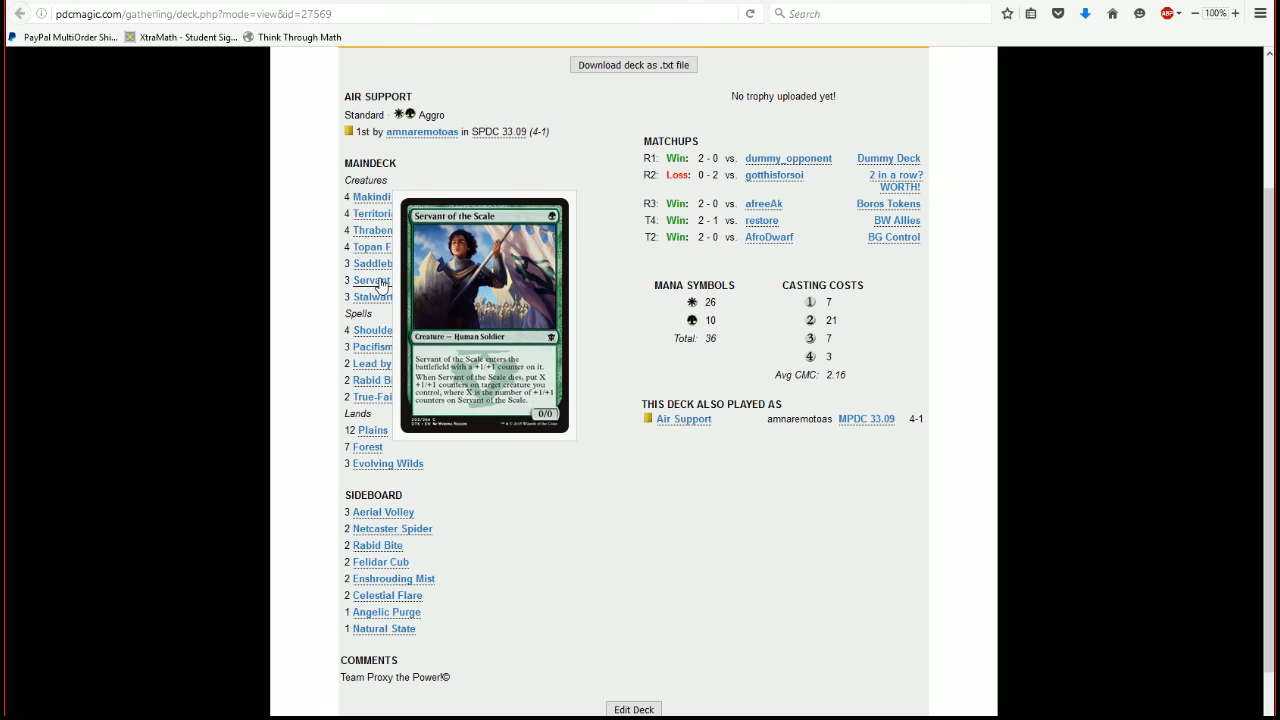 pdcmagic.com/gatherling/deck.php?mode=view&id=27569
Search
ABP
100%
PayPal MultiOrder Shi...
XtraMath - Student Sig...
Think Through Math
Download deck as .txt file
AIR SUPPORT
Standard · Aggro
1st by amnaremotoas in SPDC 33.09 (4-1)
MAINDECK
Creatures
4 Makindi
4 Territoria
4 Thraben
4 Topan F
3 Saddleb
3 Servant
3 Stalwart
Spells
4 Shoulde
3 Pacifism
2 Lead by
2 Rabid Bi
2 True-Fai
Lands
12 Plains
7 Forest
3 Evolving Wilds
Servant of the Scale
Creature — Human Soldier
Servant of the Scale enters the
battlefield with a +1/+1 counter on it.
When Servant of the Scale dies, put X
+1/+1 counters on target creature you
control, where X is the number of +1/+1
counters on Servant of the Scale.
0/0
SIDEBOARD
3 Aerial Volley
2 Netcaster Spider
2 Rabid Bite
2 Felidar Cub
2 Enshrouding Mist
2 Celestial Flare
1 Angelic Purge
1 Natural State
COMMENTS
Team Proxy the Power!©
No trophy uploaded yet!
MATCHUPS
R1: Win: 2 - 0 vs. dummy_opponent Dummy Deck
R2: Loss: 0 - 2 vs. gotthisforsoi 2 in a row?
WORTH!
R3: Win: 2 - 0 vs. afreeAk Boros Tokens
T4: Win: 2 - 1 vs. restore BW Allies
T2: Win: 2 - 0 vs. AfroDwarf BG Control
MANA SYMBOLS
26
10
Total: 36
CASTING COSTS
1 7
2 21
3 7
4 3
Avg CMC: 2.16
THIS DECK ALSO PLAYED AS
Air Support amnaremotoas MPDC 33.09 4-1
Edit Deck